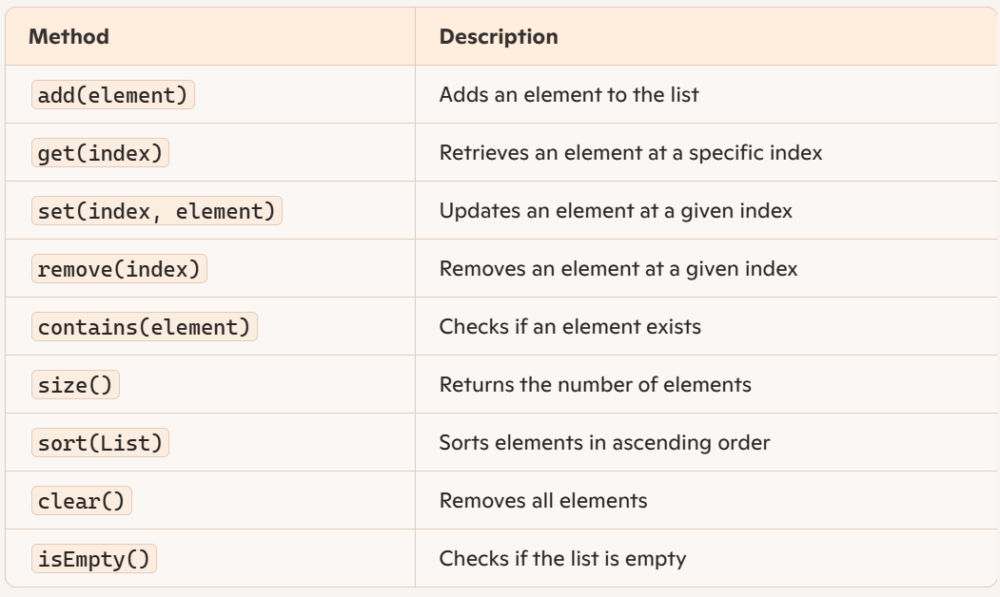 Method Description
add(element) Adds an element to the list
get(index) Retrieves an element at a specific index
set(index, element) Updates an element at a given index
remove(index) Removes an element at a given index
contains(element) Checks if an element exists
size() Returns the number of elements
sort(List) Sorts elements in ascending order
clear() Removes all elements
isEmpty() Checks if the list is empty